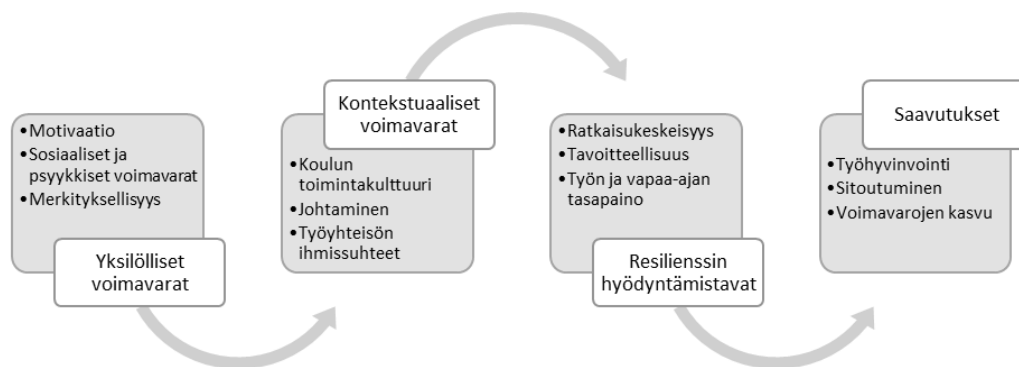 •Motivaatio
•Sosiaaliset ja
psyykkiset voimavarat
•Merkityksellisyys
Yksilölliset
voimavarat
Kontekstuaaliset
voimavarat
•Koulun
toimintakulttuuri
•Johtaminen
•Työyhteisön
ihmissuhteet
•Ratkaisukeskeisyys
•Tavoitteellisuus
•Työn ja vapaa-ajan
tasapaino
Resilienssin
hyödyntämistavat
Saavutukset
•Työhyvinvointi
•Sitoutuminen
•Voimavarojen kasvu